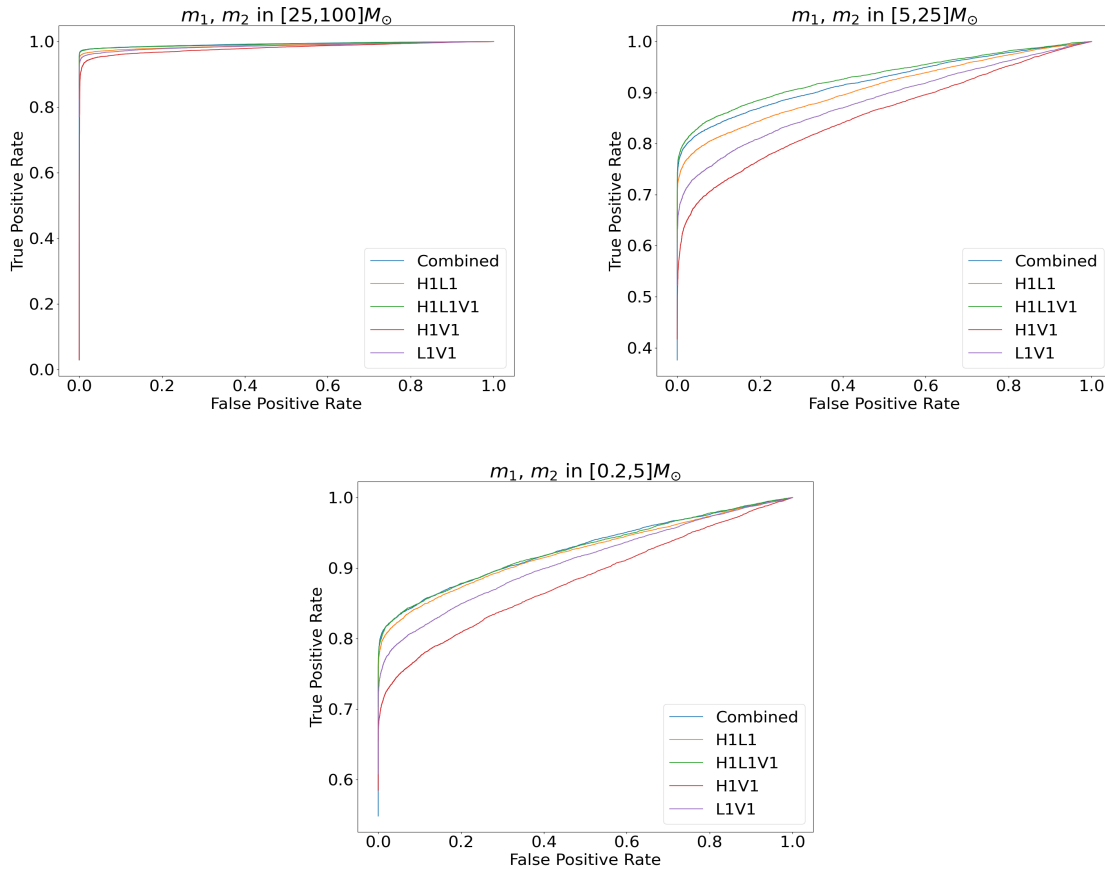 m₁, m₂ in [25,100]M⊙
True Positive Rate
1.0
0.8
0.6
0.4
0.2
0.0
Combined
H1L1
H1L1V1
H1V1
L1V1
0.0 0.2 0.4 0.6 0.8 1.0
False Positive Rate
m₁, m₂ in [5,25]M⊙
True Positive Rate
1.0
0.9
0.8
0.7
0.6
0.5
0.4
Combined
H1L1
H1L1V1
H1V1
L1V1
0.0 0.2 0.4 0.6 0.8 1.0
False Positive Rate
m₁, m₂ in [0.2,5]M⊙
True Positive Rate
1.0
0.9
0.8
0.7
0.6
Combined
H1L1
H1L1V1
H1V1
L1V1
0.0 0.2 0.4 0.6 0.8 1.0
False Positive Rate